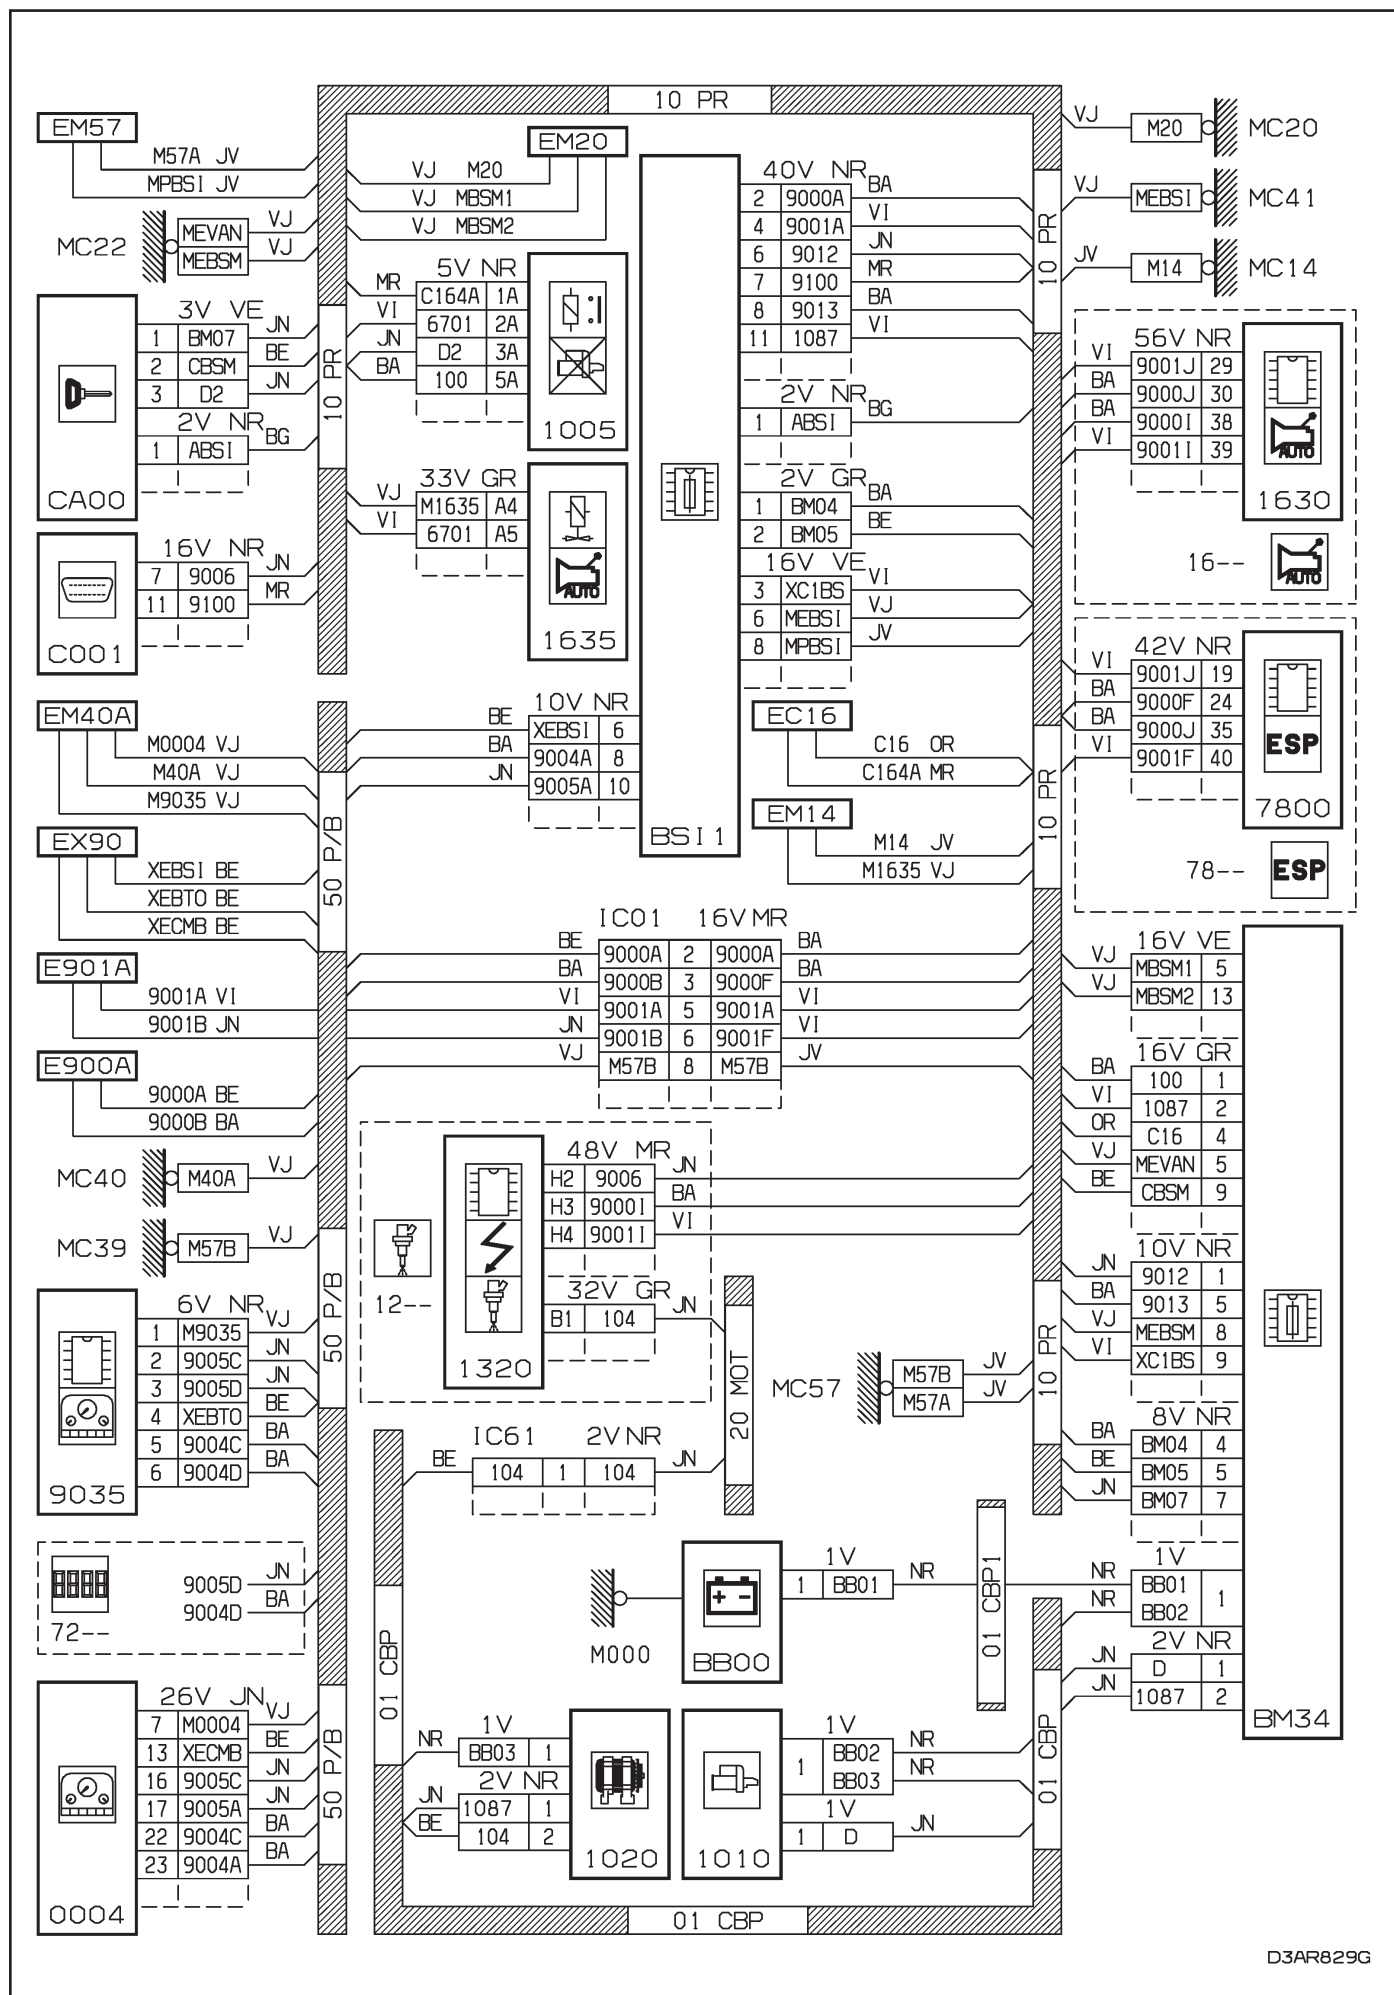 10 PR
EM57
M57A JV
MPBSI JV
MC22
MEVAN VJ
MEBSM VJ
3V VE
1 BM07 JN
2 CBSM BE
3 D2 JN
2V NR
1 ABSI BG
CA00
16V NR
7 9006 JN
11 9100 MR
C001
10 PR
EM40A
M0004 VJ
M40A VJ
M9035 VJ
EX90
XEBSI BE
XEBTO BE
XECMB BE
50 P/B
E901A
9001A VI
9001B JN
E900A
9000A BE
9000B BA
MC40 M40A VJ
MC39 M57B VJ
6V NR
1 M9035 VJ
2 9005C JN
3 9005D JN
4 XEBTO BE
5 9004C BA
6 9004D BA
9035
50 P/B
9005D JN
9004D BA
72--
26V JN
7 M0004 VJ
13 XECMB BE
16 9005C JN
17 9005A JN
22 9004C BA
23 9004A BA
0004
50 P/B
EM20
VJ M20
VJ MBSM1
VJ MBSM2
5V NR
MR C164A 1A
VI 6701 2A
JN D2 3A
BA 100 5A
1005
33V GR
VJ M1635 A4
VI 6701 A5
AUTO
1635
10V NR
BE XEBSI 6
BA 9004A 8
JN 9005A 10
BSI1
40V NR
2 9000A BA
4 9001A VI
6 9012 JN
7 9100 MR
8 9013 BA
11 1087 VI
2V NR
1 ABSI BG
2V GR
1 BM04 BA
2 BM05 BE
16V VE
3 XC1BS VI
6 MEBSI VJ
8 MPBSI JV
EC16
C16 OR
C164A MR
EM14
M14 JV
M1635 VJ
IC01 16V MR
BE 9000A 2 9000A BA
BA 9000B 3 9000F BA
VI 9001A 5 9001A VI
JN 9001B 6 9001F VI
VJ M57B 8 M57B JV
48V MR
H2 9006 JN
H3 9000I BA
H4 9001I VI
32V GR
B1 104 JN
12--
1320
20 MOT
MC57
M57B JV
M57A JV
IC61 2V NR
BE 104 1 104 JN
M000
BB00
1V
1 BB01 NR
01 CBP1
01 CBP
1V
NR BB03 1
2V NR
JN 1087 1
BE 104 2
1020
1010
1V
1 BB02 NR
BB03 NR
1V
1 D JN
01 CBP
01 CBP
10 PR
10 PR
10 PR
VJ M20 MC20
VJ MEBSI MC41
JV M14 MC14
56V NR
VI 9001J 29
BA 9000J 30
BA 9000I 38
VI 9001I 39
AUTO
1630
16-- AUTO
42V NR
VI 9001J 19
BA 9000F 24
BA 9000J 35
VI 9001F 40
ESP
7800
78-- ESP
16V VE
VJ MBSM1 5
VJ MBSM2 13
16V GR
BA 100 1
VI 1087 2
OR C16 4
VJ MEVAN 5
BE CBSM 9
10V NR
JN 9012 1
BA 9013 5
VJ MEBSM 8
VI XC1BS 9
8V NR
BA BM04 4
BE BM05 5
JN BM07 7
1V
NR BB01 1
NR BB02
2V NR
JN D 1
JN 1087 2
BM34
D3AR829G